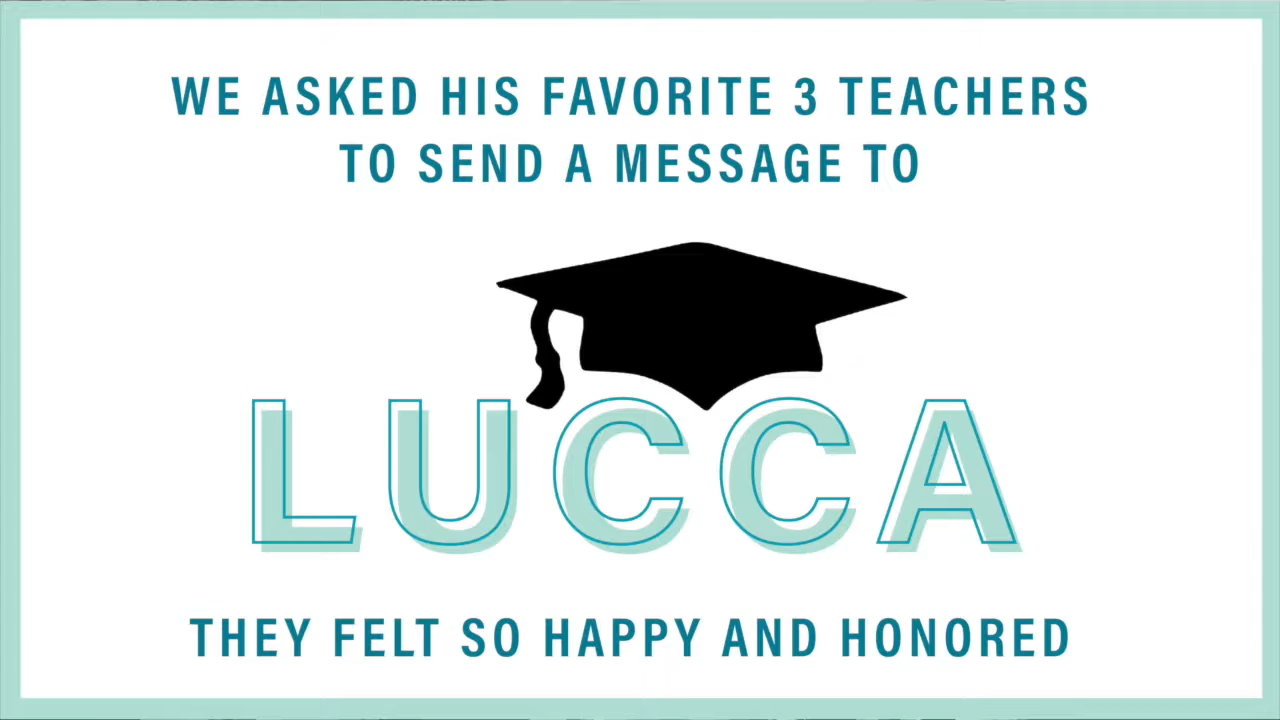 WE ASKED HIS FAVORITE 3 TEACHERS
TO SEND A MESSAGE TO
LUCCA
THEY FELT SO HAPPY AND HONORED